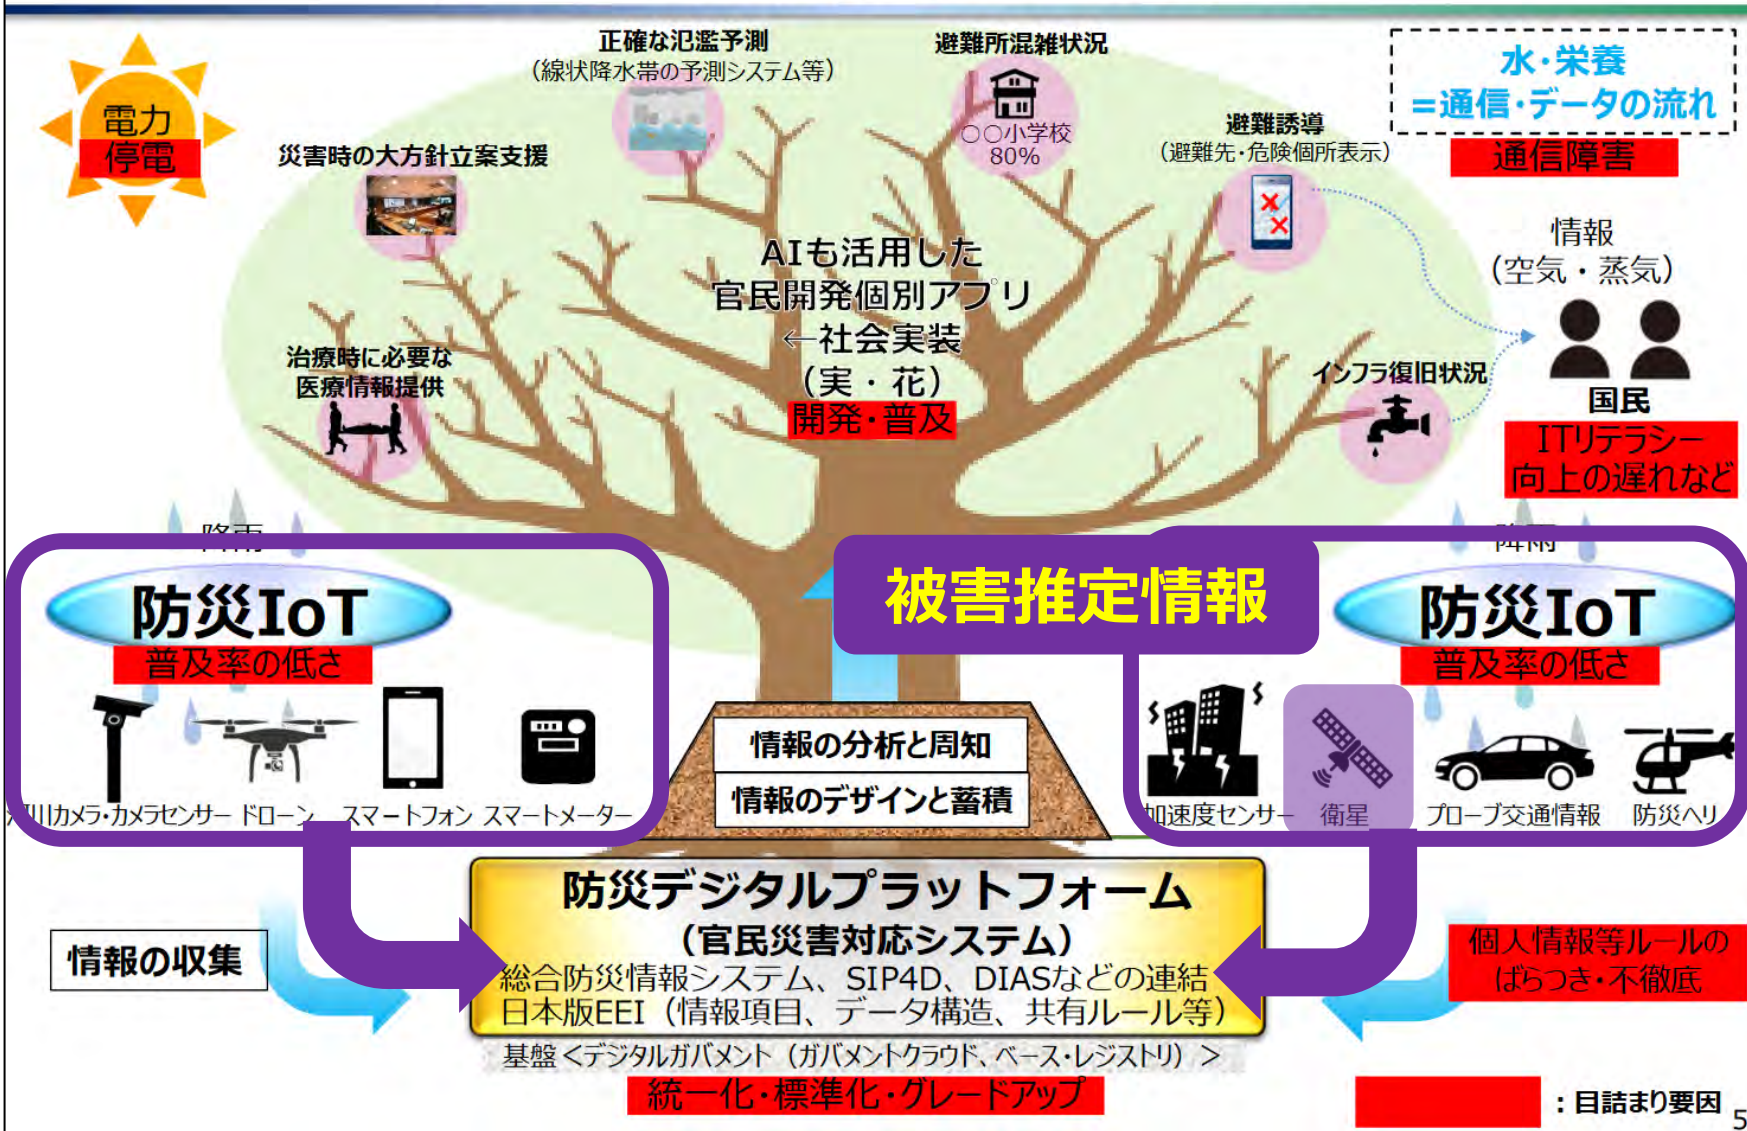 正確な氾濫予測
（線状降水帯の予測システム等）
避難所混雑状況
○○小学校
80%
水・栄養
＝通信・データの流れ
通信障害
電力
停電
災害時の大方針立案支援
避難誘導
（避難先・危険個所表示）
情報
（空気・蒸気）
国民
ITリテラシー
向上の遅れなど
AIも活用した
官民開発個別アプリ
←社会実装
（実・花）
開発・普及
治療時に必要な
医療情報提供
インフラ復旧状況
降雨
降雨
防災IoT
普及率の低さ
被害推定情報
防災IoT
普及率の低さ
川カメラ・カメラセンサー
ドローン
スマートフォン
スマートメーター
情報の分析と周知
情報のデザインと蓄積
加速度センサー
衛星
プローブ交通情報
防災ヘリ
防災デジタルプラットフォーム
（官民災害対応システム）
総合防災情報システム、SIP4D、DIASなどの連結
日本版EEI（情報項目、データ構造、共有ルール等）
基盤＜デジタルガバメント（ガバメントクラウド、ベース・レジストリ）＞
統一化・標準化・グレードアップ
情報の収集
個人情報等ルールの
ばらつき・不徹底
：目詰まり要因
5